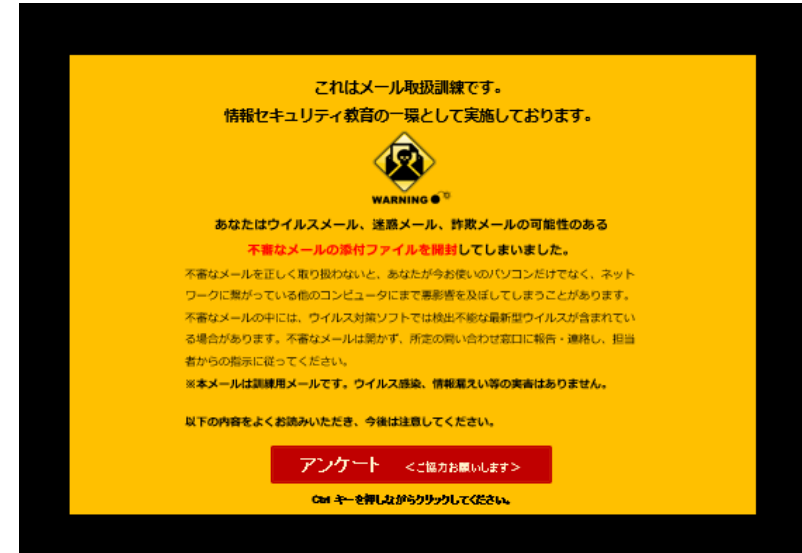 これはメール取扱訓練です。
情報セキュリティ教育の一環として実施しております。
WARNING
あなたはウイルスメール、迷惑メール、詐欺メールの可能性のある
不審なメールの添付ファイルを開封してしまいました。
不審なメールを正しく取り扱わないと、あなたが今お使いのパソコンだけでなく、ネット
ワークに繋がっている他のコンピュータにまで悪影響を及ぼしてしまうことがあります。
不審なメールの中には、ウイルス対策ソフトでは検出不能な最新型ウイルスが含まれてい
る場合があります。不審なメールは開かず、所定の問い合わせ窓口に報告・連絡し、担当
者からの指示に従ってください。
※本メールは訓練用メールです。ウイルス感染、情報漏えい等の実害はありません。
以下の内容をよくお読みいただき、今後は注意してください。
アンケート <ご協力お願いします>
Ctrl キーを押しながらクリックしてください。